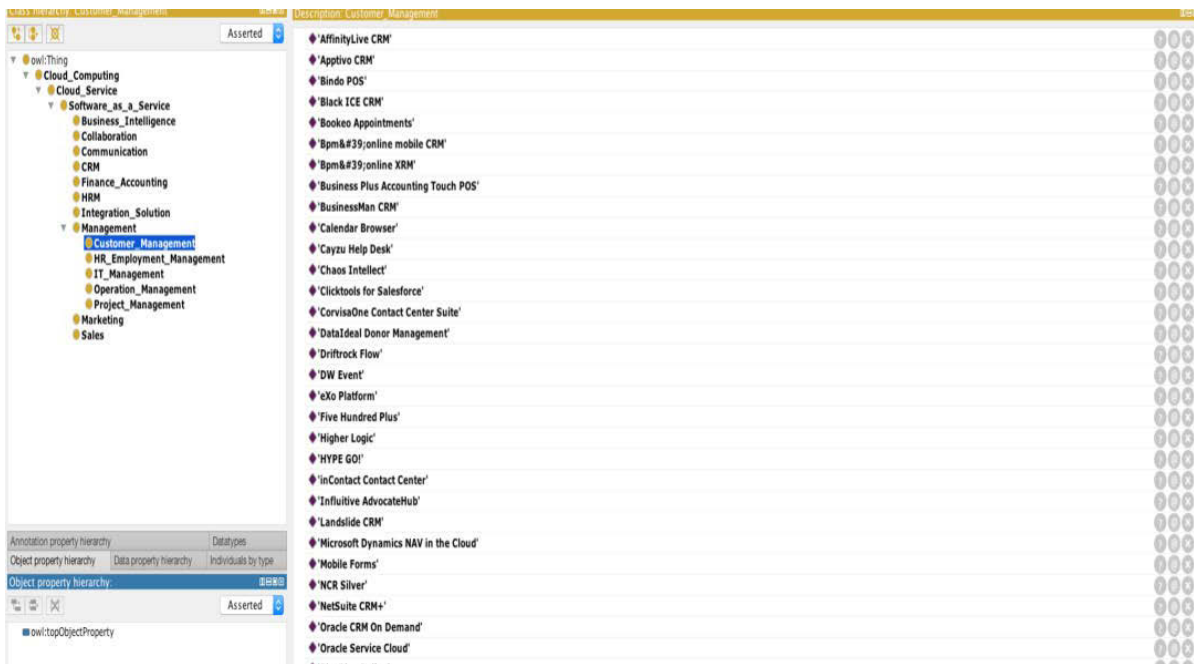 Class hierarchy: Customer_Management
Asserted
owl:Thing
Cloud_Computing
Cloud_Service
Software_as_a_Service
Business_Intelligence
Collaboration
Communication
CRM
Finance_Accounting
HRM
Integration_Solution
Management
Customer_Management
HR_Employment_Management
IT_Management
Operation_Management
Project_Management
Marketing
Sales
Annotation property hierarchy
Datatypes
Object property hierarchy
Data property hierarchy
Individuals by type
Object property hierarchy:
Asserted
owl:topObjectProperty
Description: Customer_Management
'AffinityLive CRM'
'Apptivo CRM'
'Bindo POS'
'Black ICE CRM'
'Bookeo Appointments'
'Bpm&#39;online mobile CRM'
'Bpm&#39;online XRM'
'Business Plus Accounting Touch POS'
'BusinessMan CRM'
'Calendar Browser'
'Cayzu Help Desk'
'Chaos Intellect'
'Clicktools for Salesforce'
'CorvisaOne Contact Center Suite'
'DataIdeal Donor Management'
'Driftrock Flow'
'DW Event'
'eXo Platform'
'Five Hundred Plus'
'Higher Logic'
'HYPE GO!'
'inContact Contact Center'
'Influitive AdvocateHub'
'Landslide CRM'
'Microsoft Dynamics NAV in the Cloud'
'Mobile Forms'
'NCR Silver'
'NetSuite CRM+'
'Oracle CRM On Demand'
'Oracle Service Cloud'